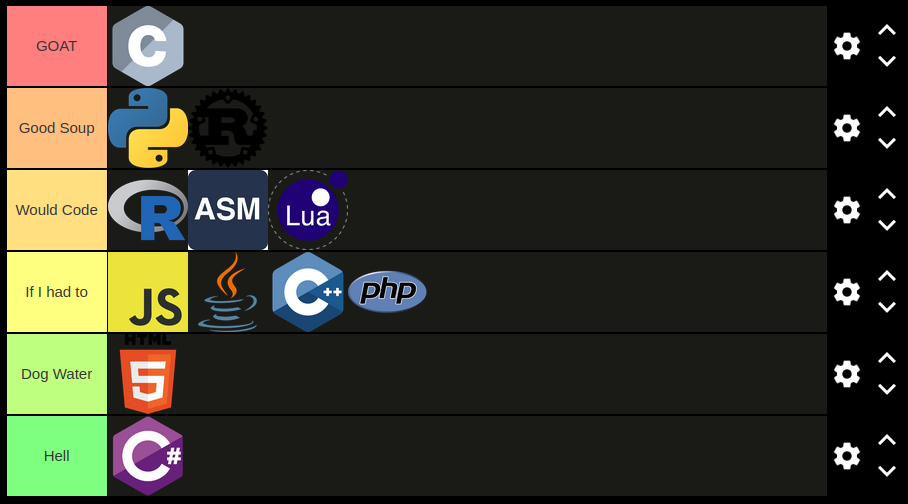 GOAT
C
Good Soup
R
Would Code
R
ASM
Lua
If I had to
JS
C++
php
Dog Water
HTML
5
Hell
C#